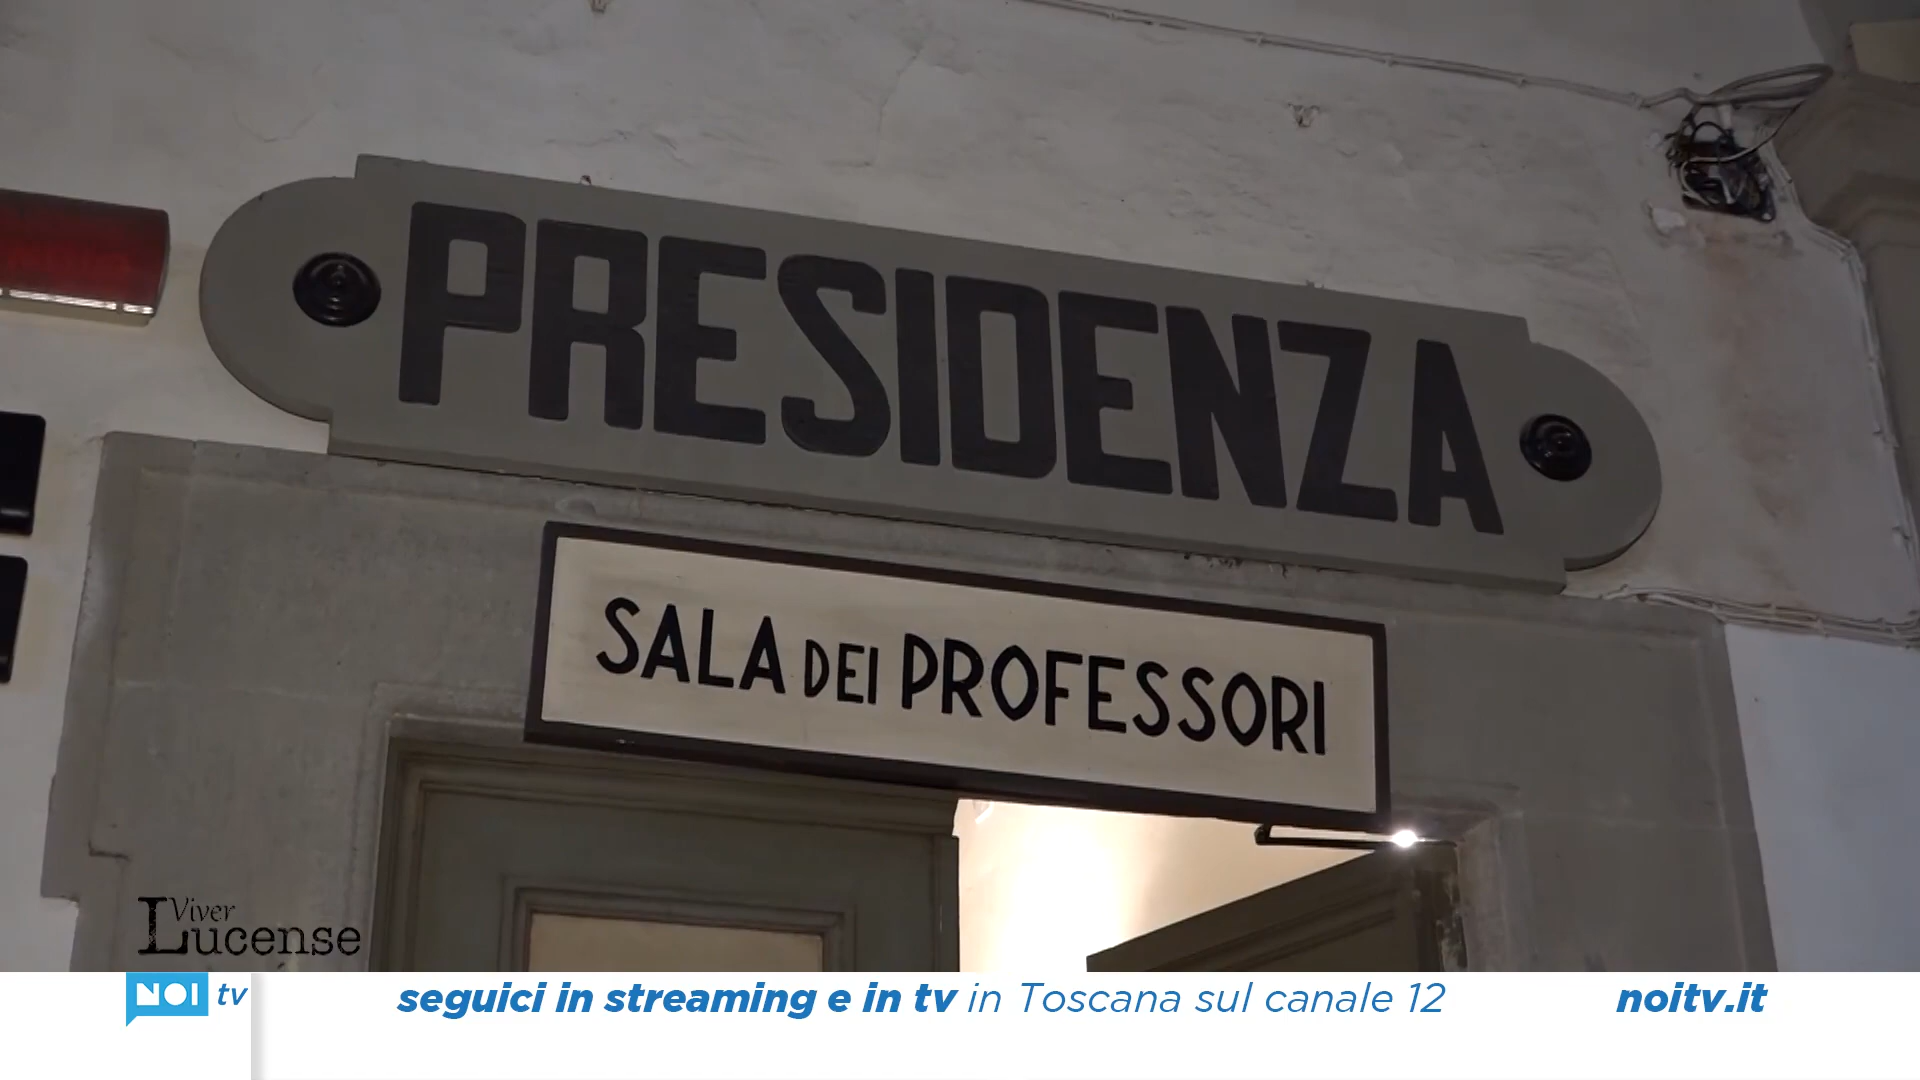 PRESIDENZA
SALA DEI PROFESSORI
Viver
Lucense
NOI tv
seguici in streaming e in tv in Toscana sul canale 12
noitv.it